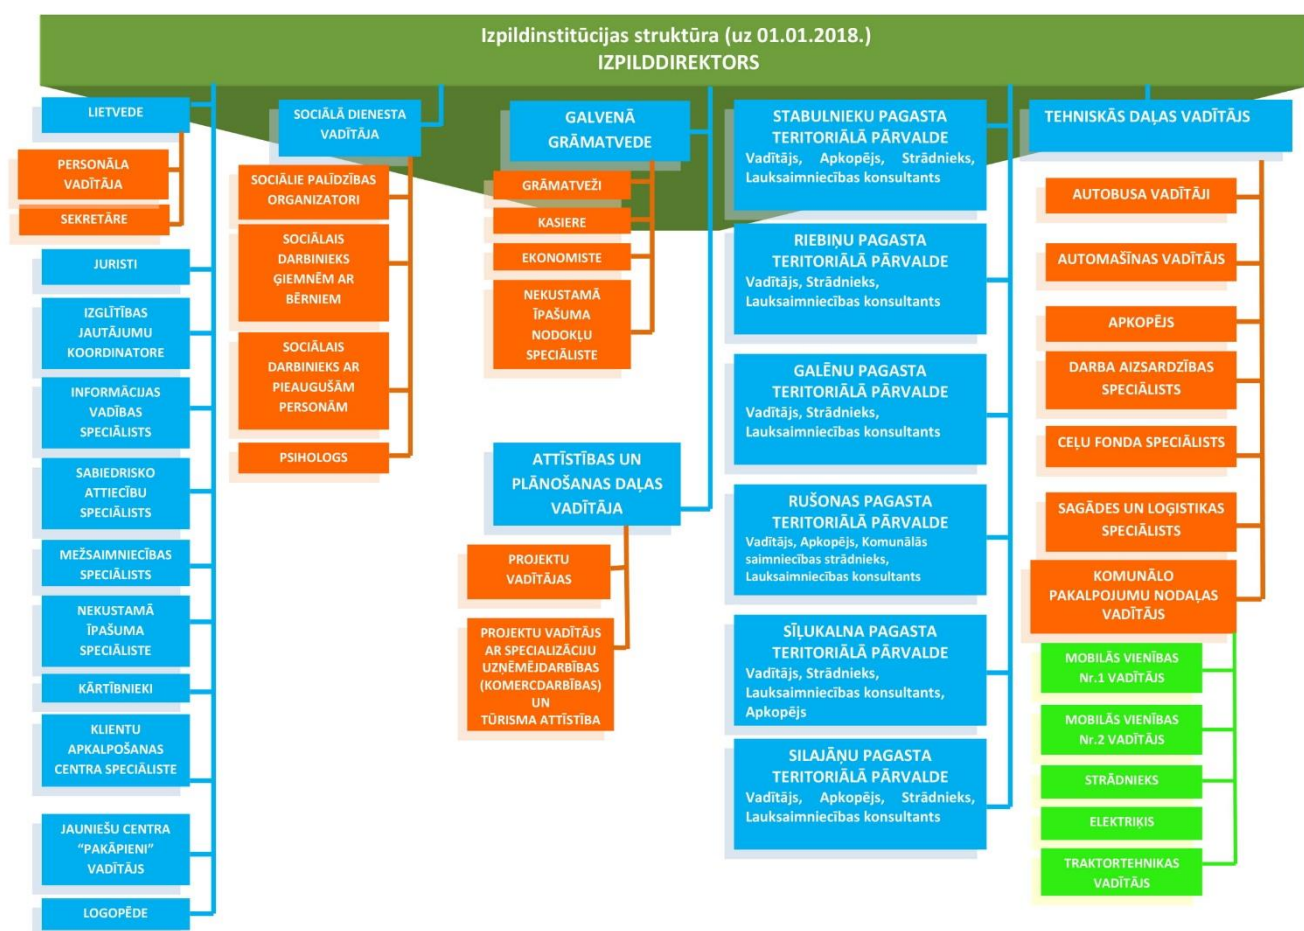 Izpildinstitūcijas struktūra (uz 01.01.2018.)
IZPILDDIREKTORS
LIETVEDE
PERSONĀLA
VADĪTĀJA
SEKRETĀRE
JURISTI
IZGLĪTĪBAS
JAUTĀJUMU
KOORDINATORE
INFORMĀCIJAS
VADĪBAS
SPECIĀLISTS
SABIEDRISKO
ATTIECĪBU
SPECIĀLISTS
MEŽSAIMNIECĪBAS
SPECIĀLISTS
NEKUSTAMĀ
ĪPAŠUMA
SPECIĀLISTE
KĀRTĪBNIEKI
KLIENTU
APKALPOŠANAS
CENTRA SPECIĀLISTE
JAUNIEŠU CENTRA
“PAKĀPIENI”
VADĪTĀJS
LOGOPĒDE
SOCIĀLĀ DIENESTA
VADĪTĀJA
SOCIĀLIE PALĪDZĪBAS
ORGANIZATORI
SOCIĀLAIS
DARBINIEKS
ĢIEMNĒM AR
BĒRNIEM
SOCIĀLAIS
DARBINIEKS AR
PIEAUGUŠĀM
PERSONĀM
PSIHOLOGS
GALVENĀ
GRĀMATVEDE
GRĀMATVEŽI
KASIERE
EKONOMISTE
NEKUSTAMĀ
ĪPAŠUMA
NODOKĻU
SPECIĀLISTE
ATTĪSTĪBAS UN
PLĀNOŠANAS DAĻAS
VADĪTĀJA
PROJEKTU
VADĪTĀJAS
PROJEKTU VADĪTĀJS
AR SPECIALIZĀCIJU
UZŅĒMĒJDARBĪBAS
(KOMERCDARBĪBAS)
UN
TŪRISMA ATTĪSTĪBA
STABULNIEKU PAGASTA
TERITORIĀLĀ PĀRVALDE
Vadītājs, Apkopējs, Strādnieks,
Lauksaimniecības konsultants
RIEBIŅU PAGASTA
TERITORIĀLĀ PĀRVALDE
Vadītājs, Strādnieks,
Lauksaimniecības konsultants
GALĒNU PAGASTA
TERITORIĀLĀ PĀRVALDE
Vadītājs, Strādnieks,
Lauksaimniecības konsultants
RUŠONAS PAGASTA
TERITORIĀLĀ PĀRVALDE
Vadītājs, Apkopējs, Komunālās
saimniecības strādnieks,
Lauksaimniecības konsultants
SĪĻUKALNA PAGASTA
TERITORIĀLĀ PĀRVALDE
Vadītājs, Strādnieks,
Lauksaimniecības konsultants,
Apkopējs
SILAJĀŅU PAGASTA
TERITORIĀLĀ PĀRVALDE
Vadītājs, Apkopējs, Strādnieks,
Lauksaimniecības konsultants
TEHNISKĀS DAĻAS VADĪTĀJS
AUTOBUSA VADĪTĀJI
AUTOMAŠĪNAS VADĪTĀJS
APKOPĒJS
DARBA AIZSARDZĪBAS
SPECIĀLISTS
CEĻU FONDA SPECIĀLISTS
SAGĀDES UN LOĢISTIKAS
SPECIĀLISTS
KOMUNĀLO
PAKALPOJUMU NODAĻAS
VADĪTĀJS
MOBILĀS VIENĪBAS
Nr.1 VADĪTĀJS
MOBILĀS VIENĪBAS
Nr.2 VADĪTĀJS
STRĀDNIEKS
ELEKTRIĶIS
TRAKTORTEHNIKAS
VADĪTĀJS